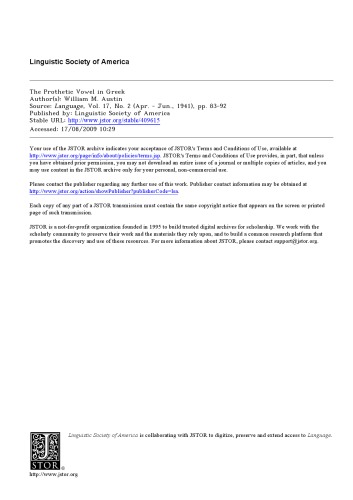 Linguistic Society of America
The Prothetic Vowel in Greek
Author(s): William M. Austin
Source: Language, Vol. 17, No. 2 (Apr. - Jun., 1941), pp. 83-92
Published by: Linguistic Society of America
Stable URL: http://www.jstor.org/stable/409615
Accessed: 17/08/2009 10:29
Your use of the JSTOR archive indicates your acceptance of JSTOR's Terms and Conditions of Use, available at
http://www.jstor.org/page/info/about/policies/terms.jsp. JSTOR's Terms and Conditions of Use provides, in part, that unless
you have obtained prior permission, you may not download an entire issue of a journal or multiple copies of articles, and you
may use content in the JSTOR archive only for your personal, non-commercial use.
Please contact the publisher regarding any further use of this work. Publisher contact information may be obtained at
http://www.jstor.org/action/showPublisher?publisherCode=lsa.
Each copy of any part of a JSTOR transmission must contain the same copyright notice that appears on the screen or printed
page of such transmission.
JSTOR is a not-for-profit organization founded in 1995 to build trusted digital archives for scholarship. We work with the
scholarly community to preserve their work and the materials they rely upon, and to build a common research platform that
promotes the discovery and use of these resources. For more information about JSTOR, please contact support@jstor.org.
Linguistic Society of America is collaborating with JSTOR to digitize, preserve and extend access to Language.
JSTOR
®
http://www.jstor.org